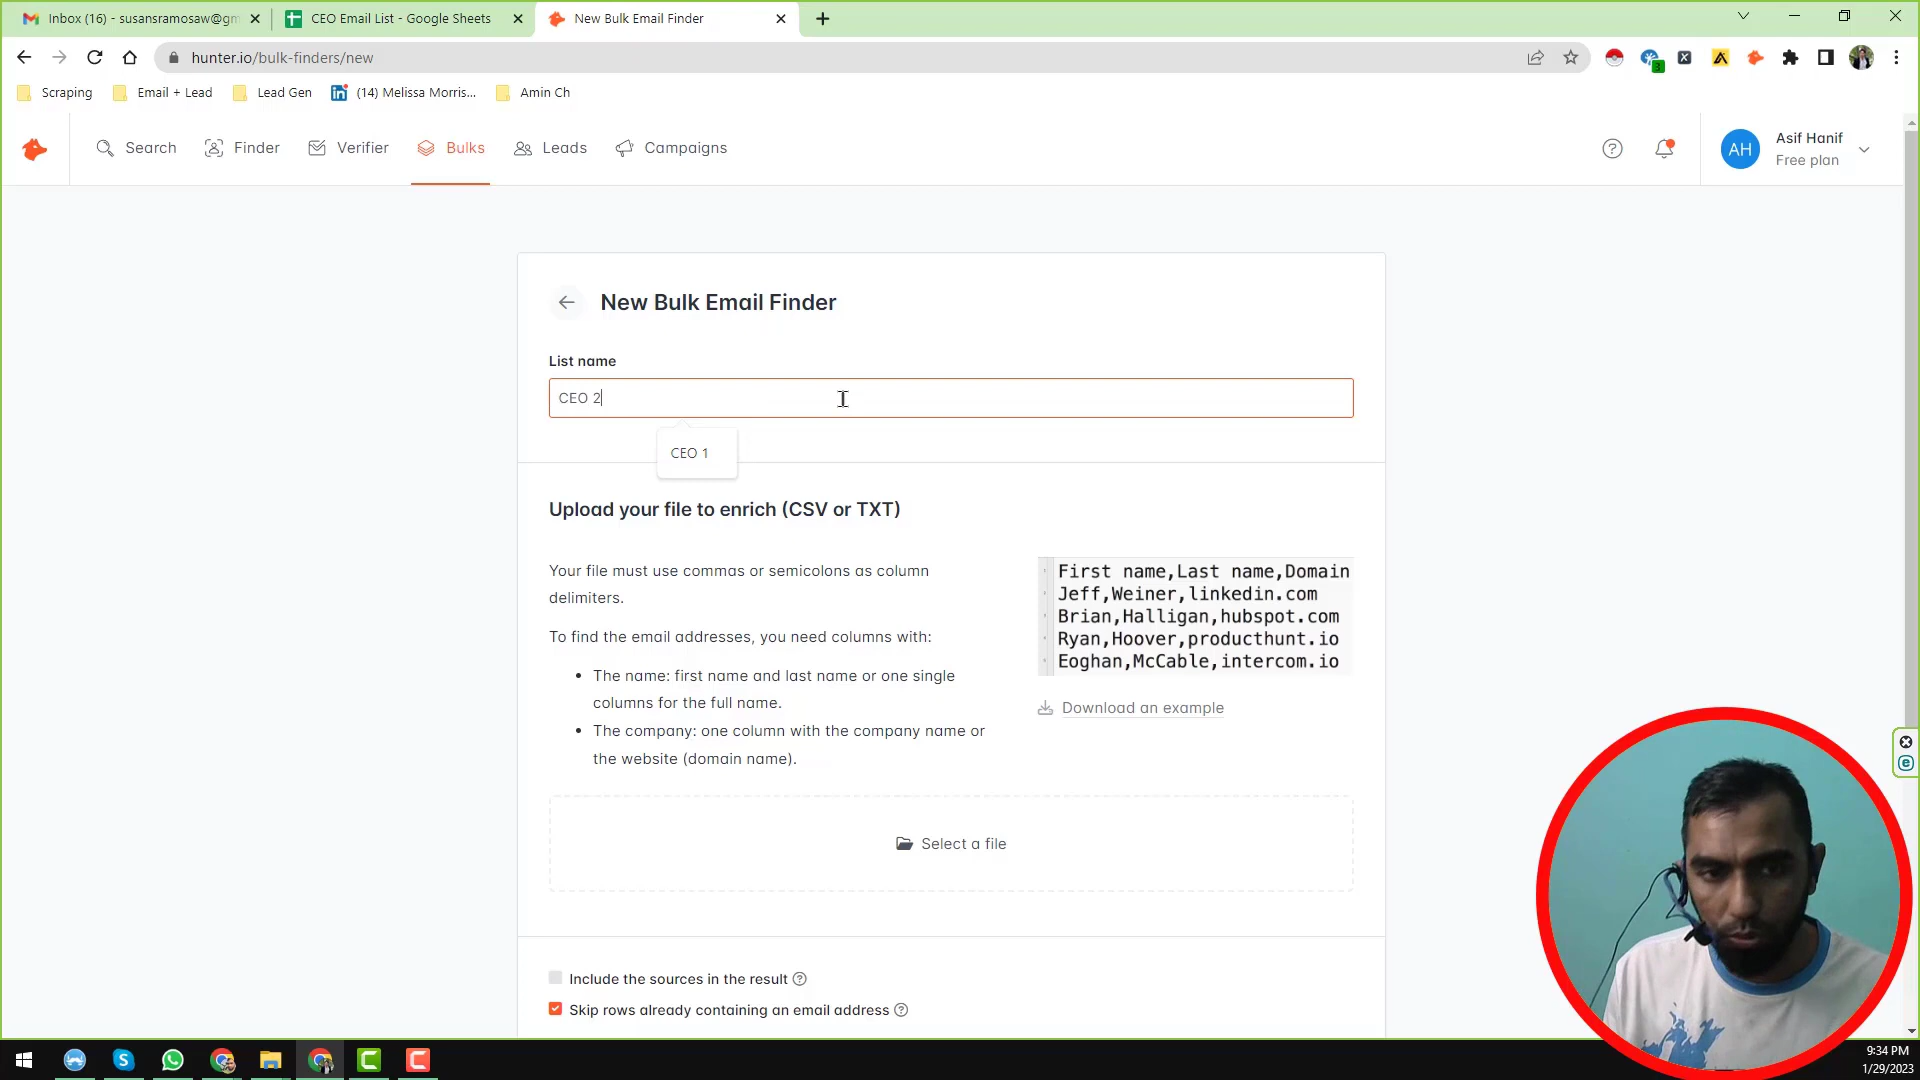 Inbox (16) - susansramosaw@gm
CEO Email List - Google Sheets
New Bulk Email Finder
hunter.io/bulk-finders/new
3
Scraping
Email + Lead
Lead Gen
(14) Melissa Morris...
Amin Ch
Search
Finder
Verifier
Bulks
Leads
Campaigns
AH
Asif Hanif
Free plan
New Bulk Email Finder
List name
CEO 2
CEO 1
Upload your file to enrich (CSV or TXT)
Your file must use commas or semicolons as column
delimiters.
To find the email addresses, you need columns with:
The name: first name and last name or one single
columns for the full name.
The company: one column with the company name or
the website (domain name).
First name,Last name,Domain
Jeff,Weiner,linkedin.com
Brian,Halligan,hubspot.com
Ryan,Hoover,producthunt.io
Eoghan,McCable,intercom.io
Download an example
Select a file
Include the sources in the result
Skip rows already containing an email address
9:34 PM
1/29/2023